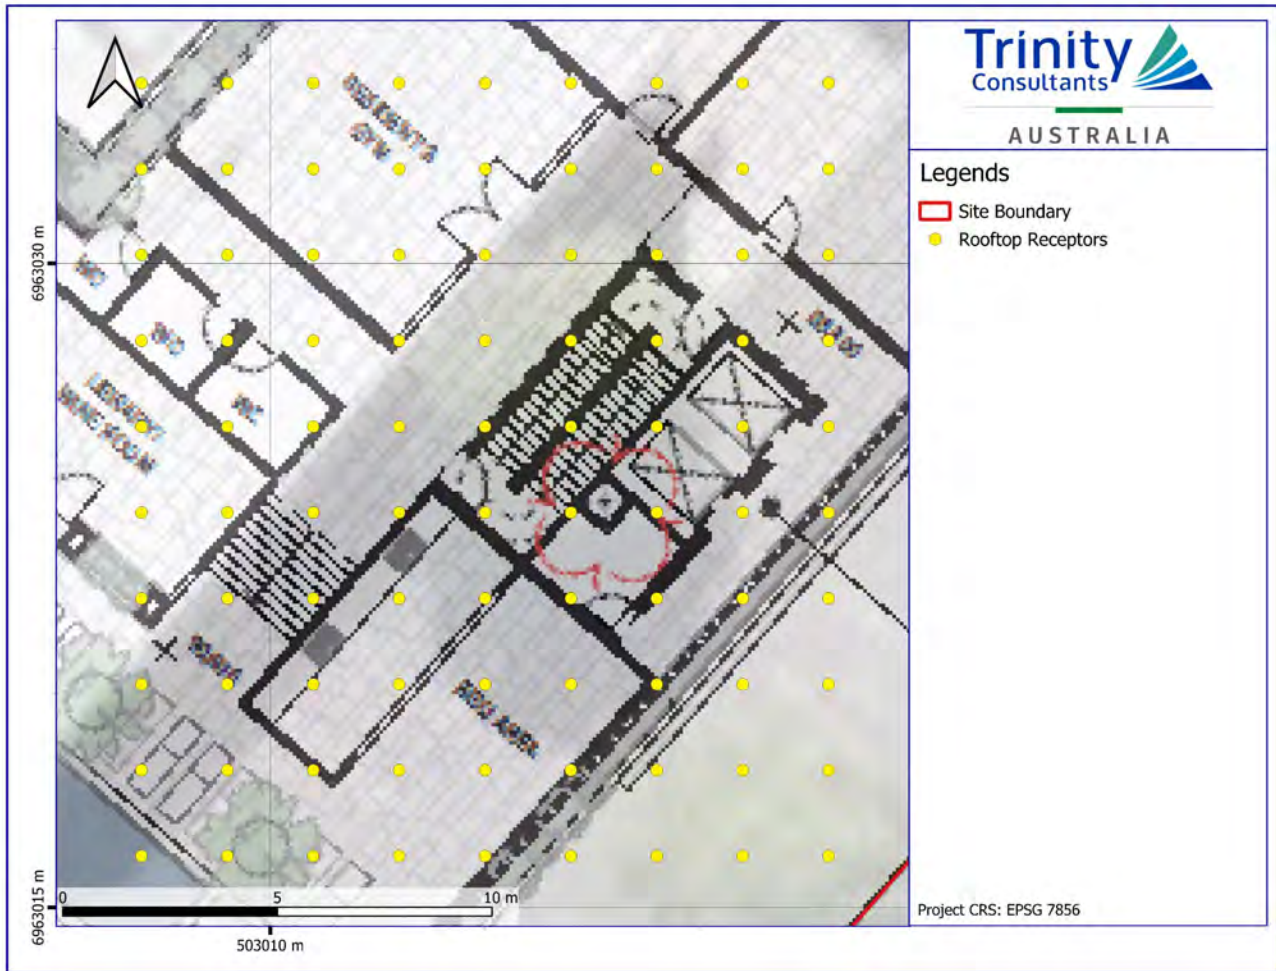 Trinity
Consultants
AUSTRALIA
Legends
Site Boundary
Rooftop Receptors
6963030 m
6963015 m
0 5 10 m
503010 m
Project CRS: EPSG 7856